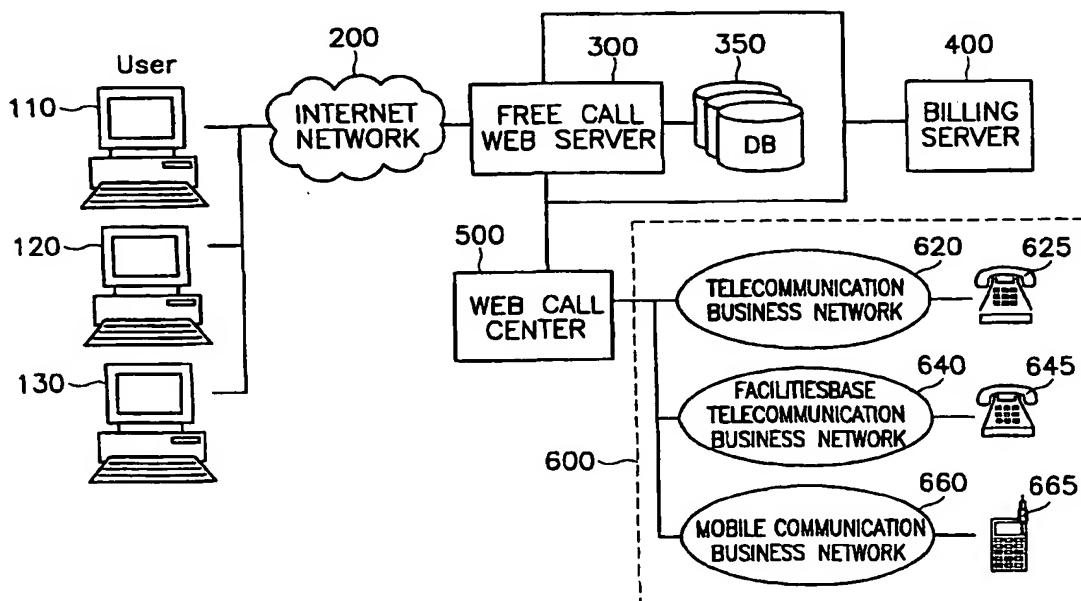 User
110
120
130
200
INTERNET
NETWORK
300
FREE CALL
WEB SERVER
350
DB
400
BILLING
SERVER
500
WEB CALL
CENTER
600
620
TELECOMMUNICATION
BUSINESS NETWORK
625
640
FACILITIESBASE
TELECOMMUNICATION
BUSINESS NETWORK
645
660
MOBILE COMMUNICATION
BUSINESS NETWORK
665